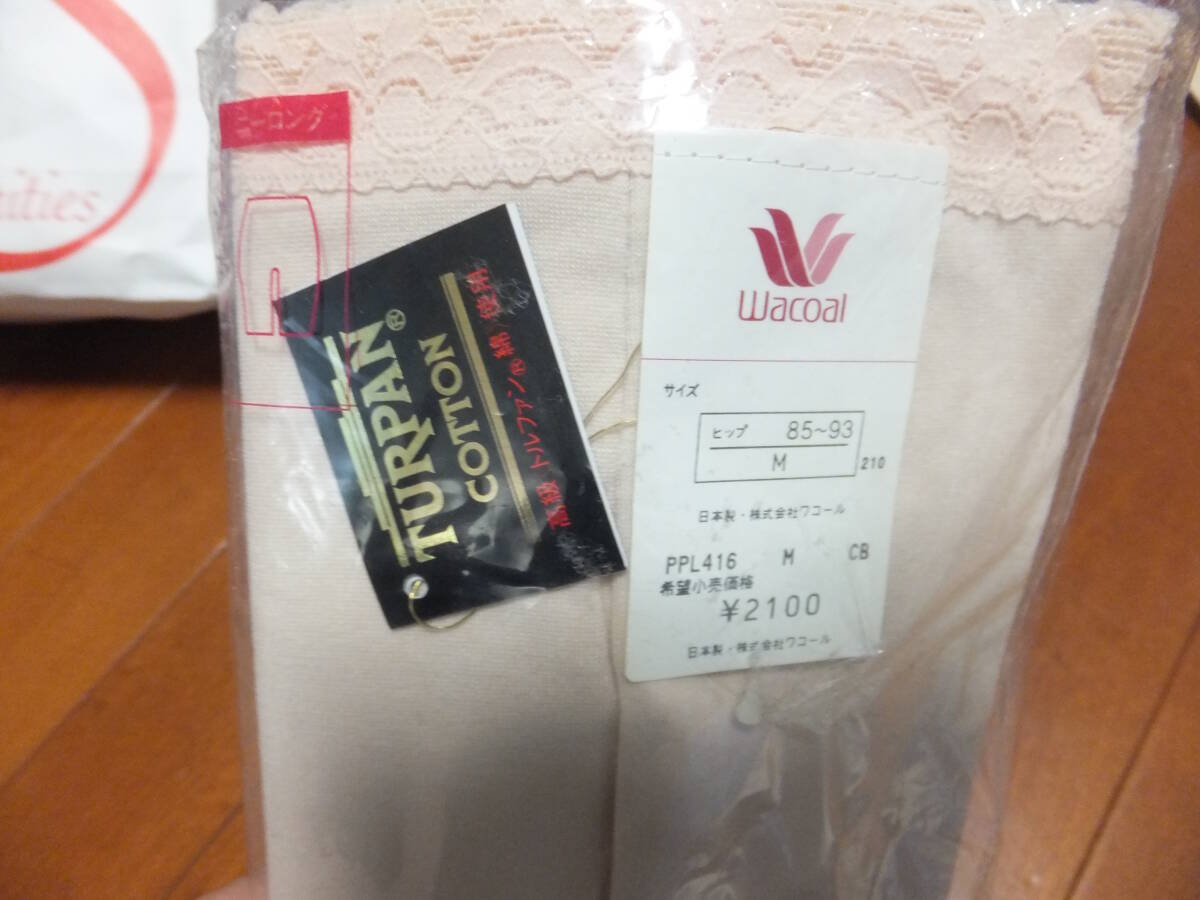 nities
ニーロング
TURPAN®
COTTON
高級トルファン®綿使用
Wacoal
サイズ
ヒップ 85~93
M
210
日本製・株式会社ワコール
PPL416 M CB
希望小売価格
¥2100
日本製・株式会社ワコール